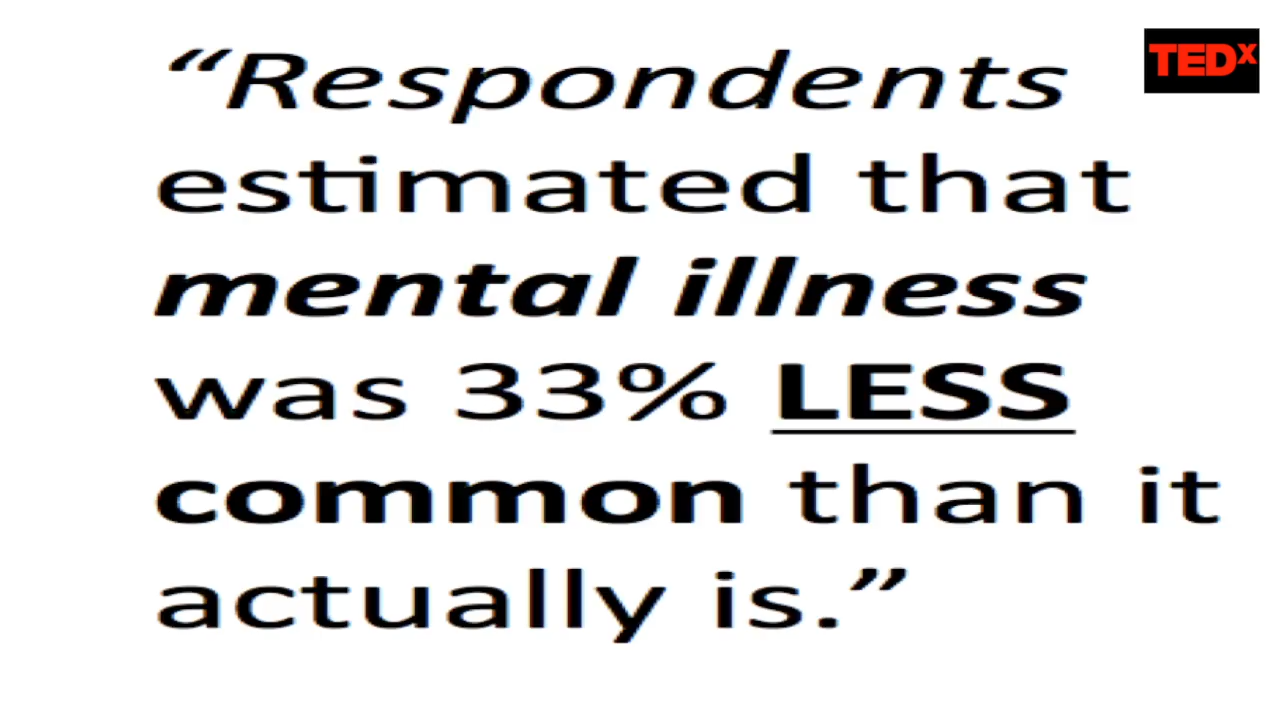 “Respondents
estimated that
mental illness
was 33% LESS
common than it
actually is.”
TEDx